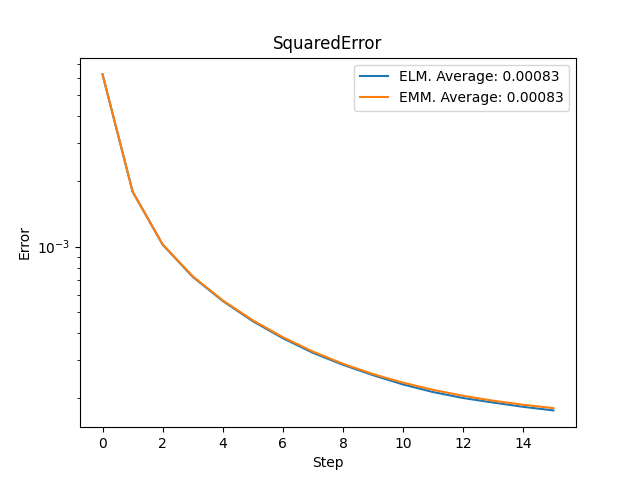 SquaredError
ELM. Average: 0.00083
EMM. Average: 0.00083
Error
10⁻³
0 2 4 6 8 10 12 14
Step